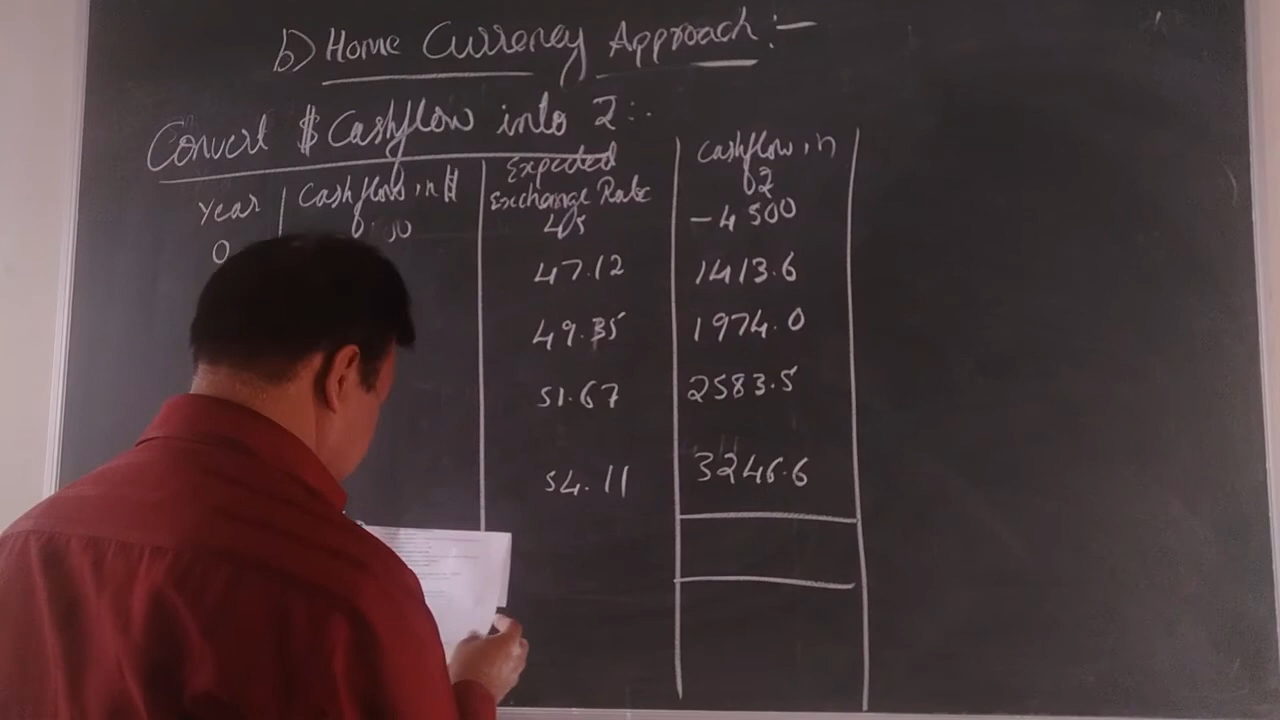 b) Home Currency Approach:-
Convert $ Cashflow into ₹:-
Year Cashflow in $ Expected Exchange Rate Cashflow in ₹
0 45 -4500
47.12 1413.6
49.35 1974.0
51.67 2583.5
54.11 3246.6